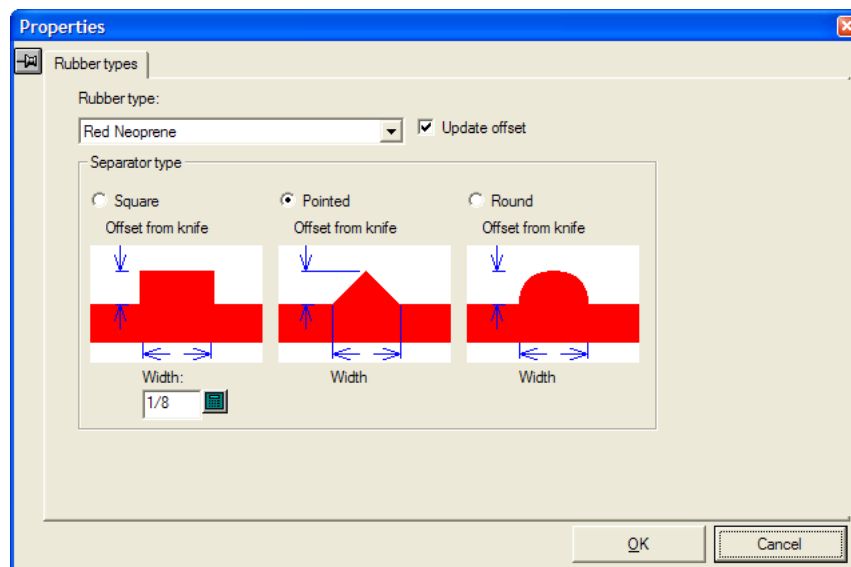 Properties
Rubber types
Rubber type:
Red Neoprene
Update offset
Separator type
Square
Pointed
Round
Offset from knife
Offset from knife
Offset from knife
Width:
Width
Width
1/8
OK
Cancel